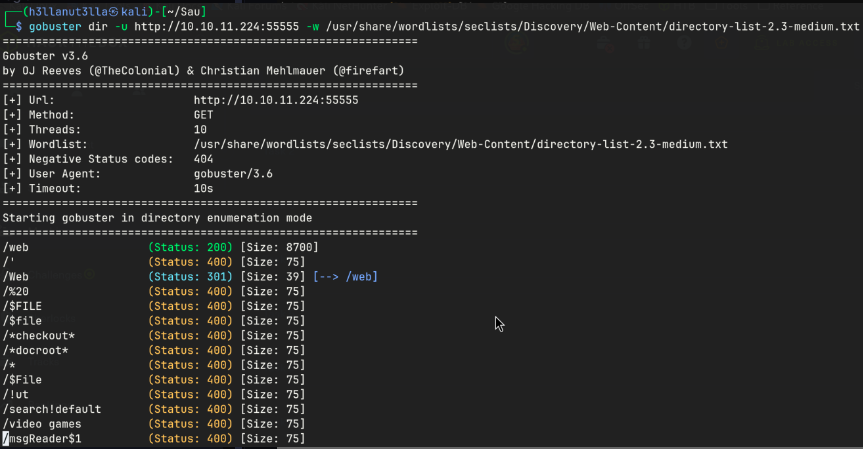 (h3llanut3lla㉿kali)-[~/Sau]
$ gobuster dir -u http://10.10.11.224:55555 -w /usr/share/wordlists/seclists/Discovery/Web-Content/directory-list-2.3-medium.txt
===============================================================
Gobuster v3.6
by OJ Reeves (@TheColonial) & Christian Mehlmauer (@firefart)
===============================================================
[+] Url:                     http://10.10.11.224:55555
[+] Method:                  GET
[+] Threads:                 10
[+] Wordlist:                /usr/share/wordlists/seclists/Discovery/Web-Content/directory-list-2.3-medium.txt
[+] Negative Status codes:   404
[+] User Agent:              gobuster/3.6
[+] Timeout:                 10s
===============================================================
Starting gobuster in directory enumeration mode
===============================================================
/web                  (Status: 200) [Size: 8700]
/'                    (Status: 400) [Size: 75]
/Web                  (Status: 301) [Size: 39] [--> /web]
/%20                  (Status: 400) [Size: 75]
/$FILE                (Status: 400) [Size: 75]
/$file                (Status: 400) [Size: 75]
/*checkout*           (Status: 400) [Size: 75]
/*docroot*            (Status: 400) [Size: 75]
/*                    (Status: 400) [Size: 75]
/$File                (Status: 400) [Size: 75]
/!ut                  (Status: 400) [Size: 75]
/search!default       (Status: 400) [Size: 75]
/video games          (Status: 400) [Size: 75]
/msgReader$1          (Status: 400) [Size: 75]